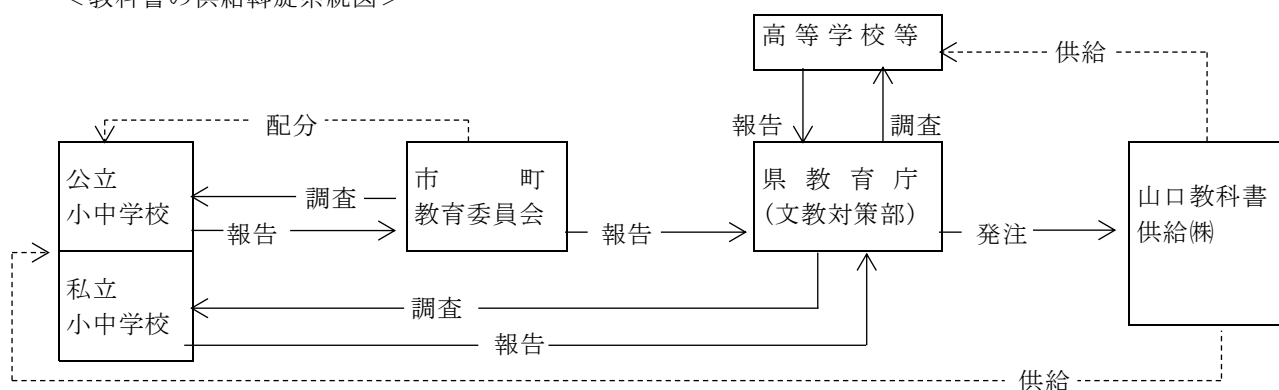 ＜教科書の供給斡旋系統図＞
高等学校等
供給
配分
報告
調査
公立
小中学校
市町
教育委員会
県教育庁
(文教対策部)
山口教科書
供給㈱
調査
報告
報告
発注
私立
小中学校
調査
報告
供給